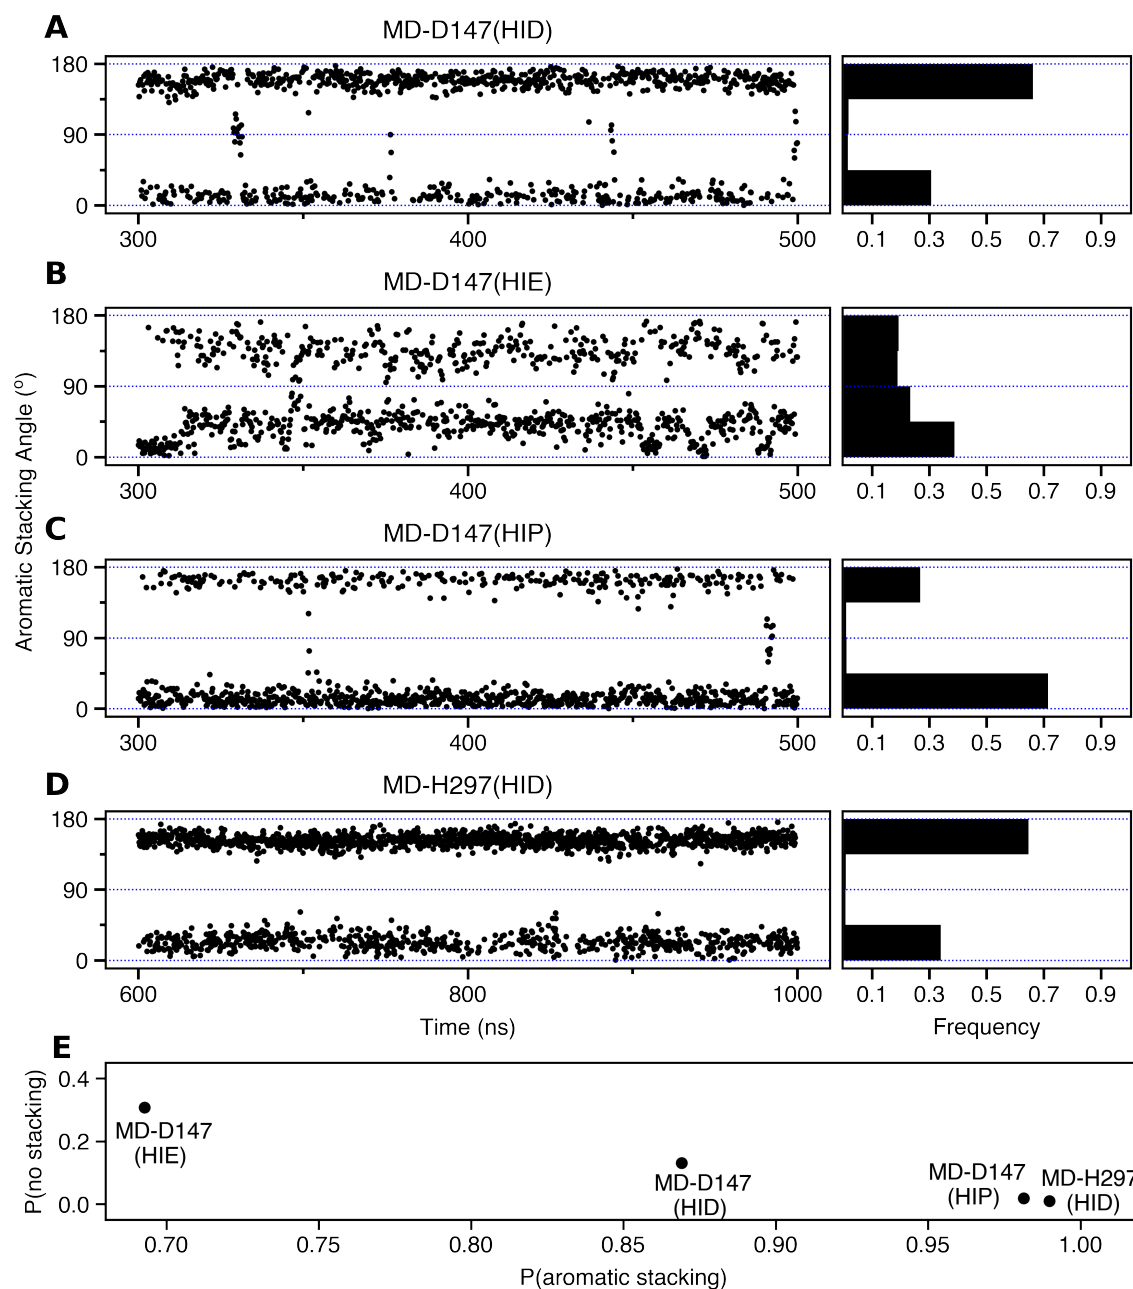 A
MD-D147(HID)
180
90
0
300 400 500
0.1 0.3 0.5 0.7 0.9
B
MD-D147(HIE)
180
90
0
300 400 500
0.1 0.3 0.5 0.7 0.9
Aromatic Stacking Angle (o)
C
MD-D147(HIP)
180
90
0
300 400 500
0.1 0.3 0.5 0.7 0.9
D
MD-H297(HID)
180
90
0
600 800 1000
0.1 0.3 0.5 0.7 0.9
Time (ns)
Frequency
E
P(no stacking)
0.4
0.2
0.0
MD-D147
(HIE)
MD-D147
(HID)
MD-D147
(HIP)
MD-H297
(HID)
0.70 0.75 0.80 0.85 0.90 0.95 1.00
P(aromatic stacking)